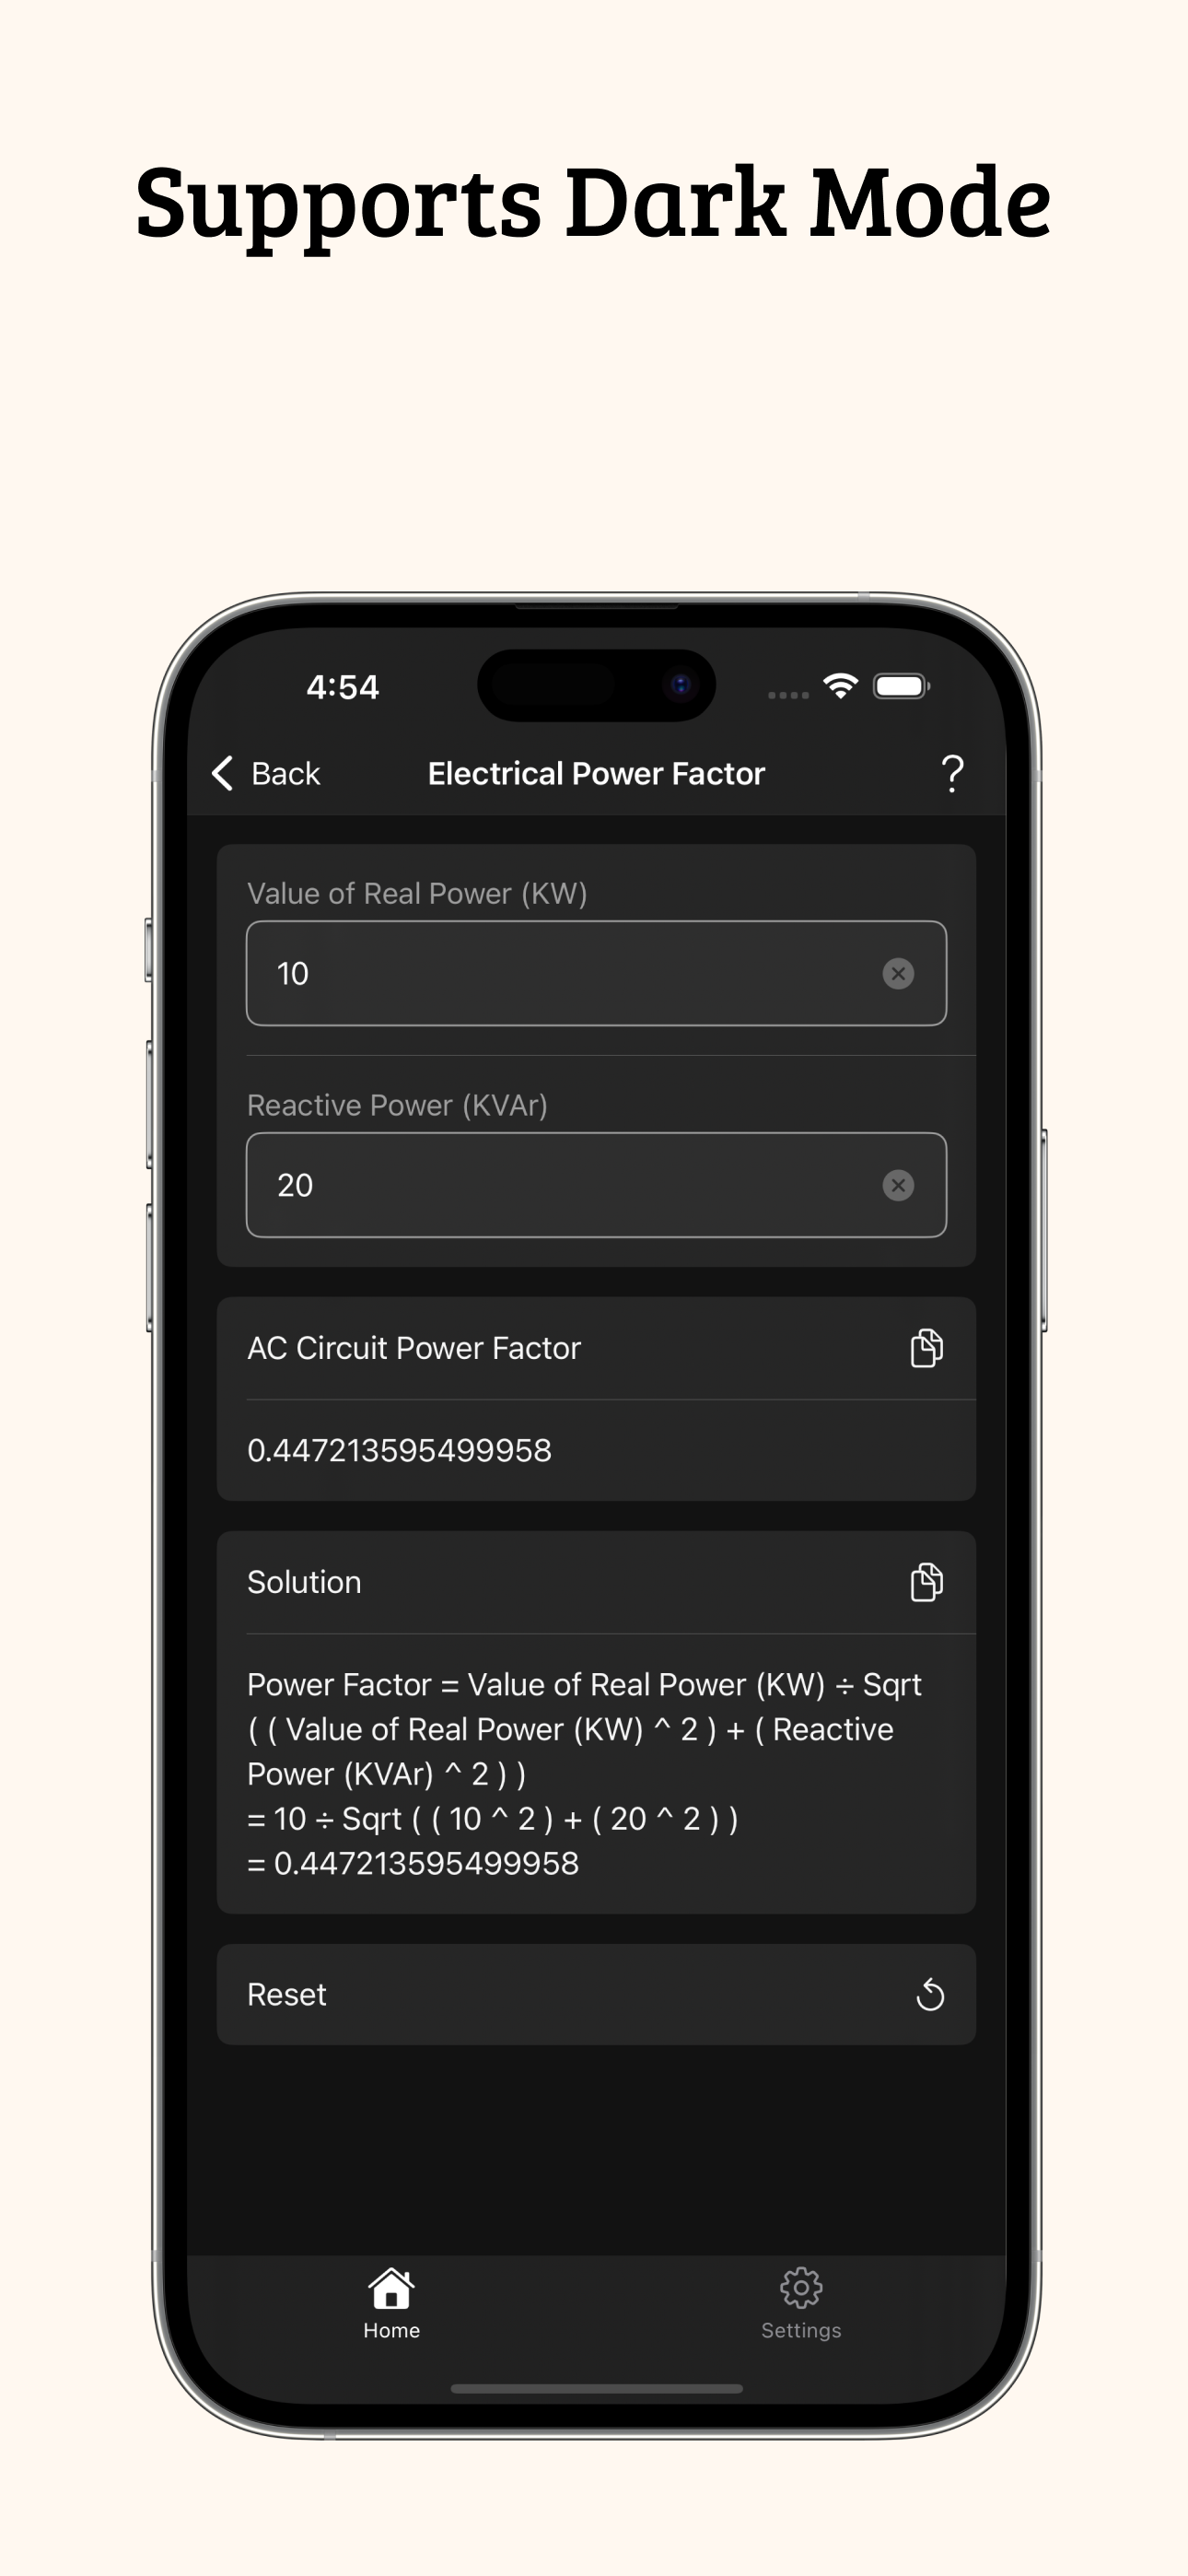 Supports Dark Mode
4:54
Back
Electrical Power Factor
?
Value of Real Power (KW)
10
Reactive Power (KVAr)
20
AC Circuit Power Factor
0.447213595499958
Solution
Power Factor = Value of Real Power (KW) ÷ Sqrt
( ( Value of Real Power (KW) ^ 2 ) + ( Reactive
Power (KVAr) ^ 2 ) )
= 10 ÷ Sqrt ( ( 10 ^ 2 ) + ( 20 ^ 2 ) )
= 0.447213595499958
Reset
Home
Settings